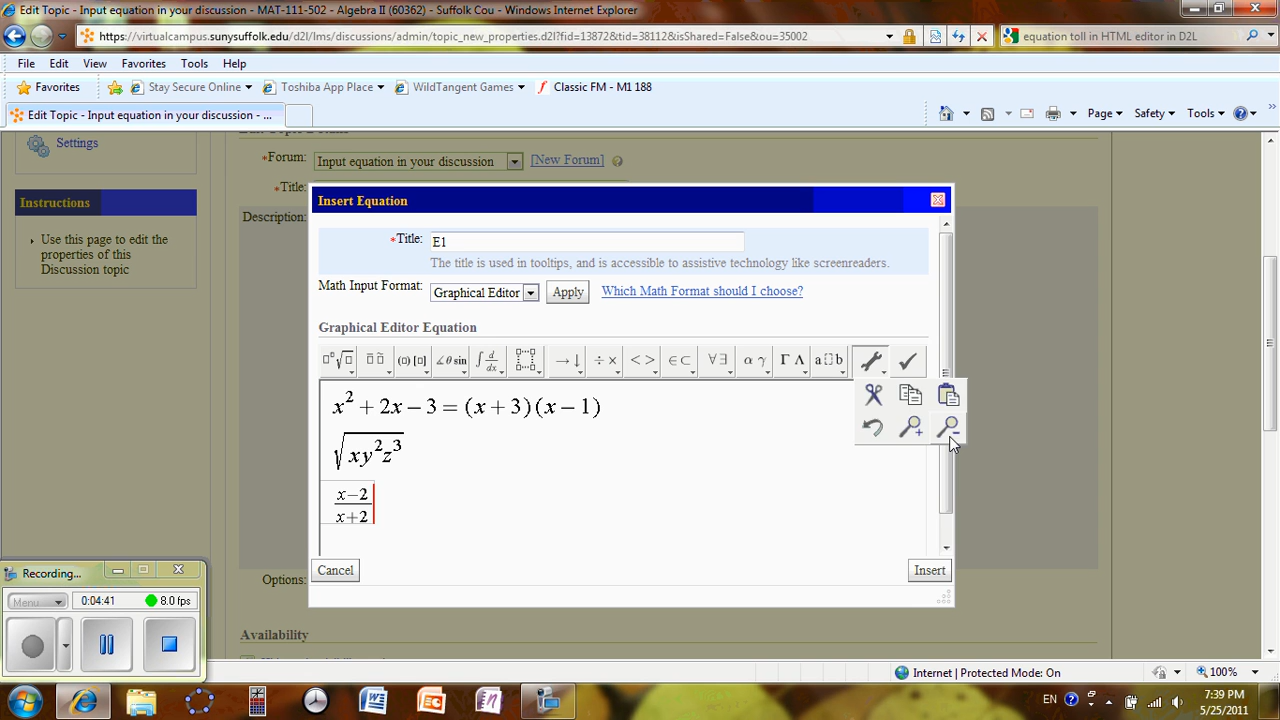 Edit Topic - Input equation in your discussion - MAT-111-502 - Algebra II (60362) - Suffolk Cou - Windows Internet Explorer
https://virtualcampus.sunysuffolk.edu/d2l/lms/discussions/admin/topic_new_properties.d2l?fid=13872&tid=38112&isShared=False&ou=35002
equation toll in HTML editor in D2L
File Edit View Favorites Tools Help
Favorites Stay Secure Online Toshiba App Place WildTangent Games Classic FM - M1 188
Edit Topic - Input equation in your discussion - ...
Page Safety Tools
Settings
*Forum: Input equation in your discussion [New Forum]
*Title:
Instructions
Use this page to edit the
properties of this
Discussion topic
Description:
Insert Equation
*Title: E1
The title is used in tooltips, and is accessible to assistive technology like screenreaders.
Math Input Format: Graphical Editor Apply Which Math Format should I choose?
Graphical Editor Equation
∠θ sin ∫ d/dx → ↓ ÷ × < > ∈ ⊂ ∀ ∃ α γ Γ Λ a b
x² + 2x − 3 = (x + 3)(x − 1)
√xy²z³
x−2
x+2
Cancel Insert
Options:
Availability
Recording...
Menu 0:04:41 8.0 fps
Internet | Protected Mode: On 100%
EN 7:39 PM
5/25/2011